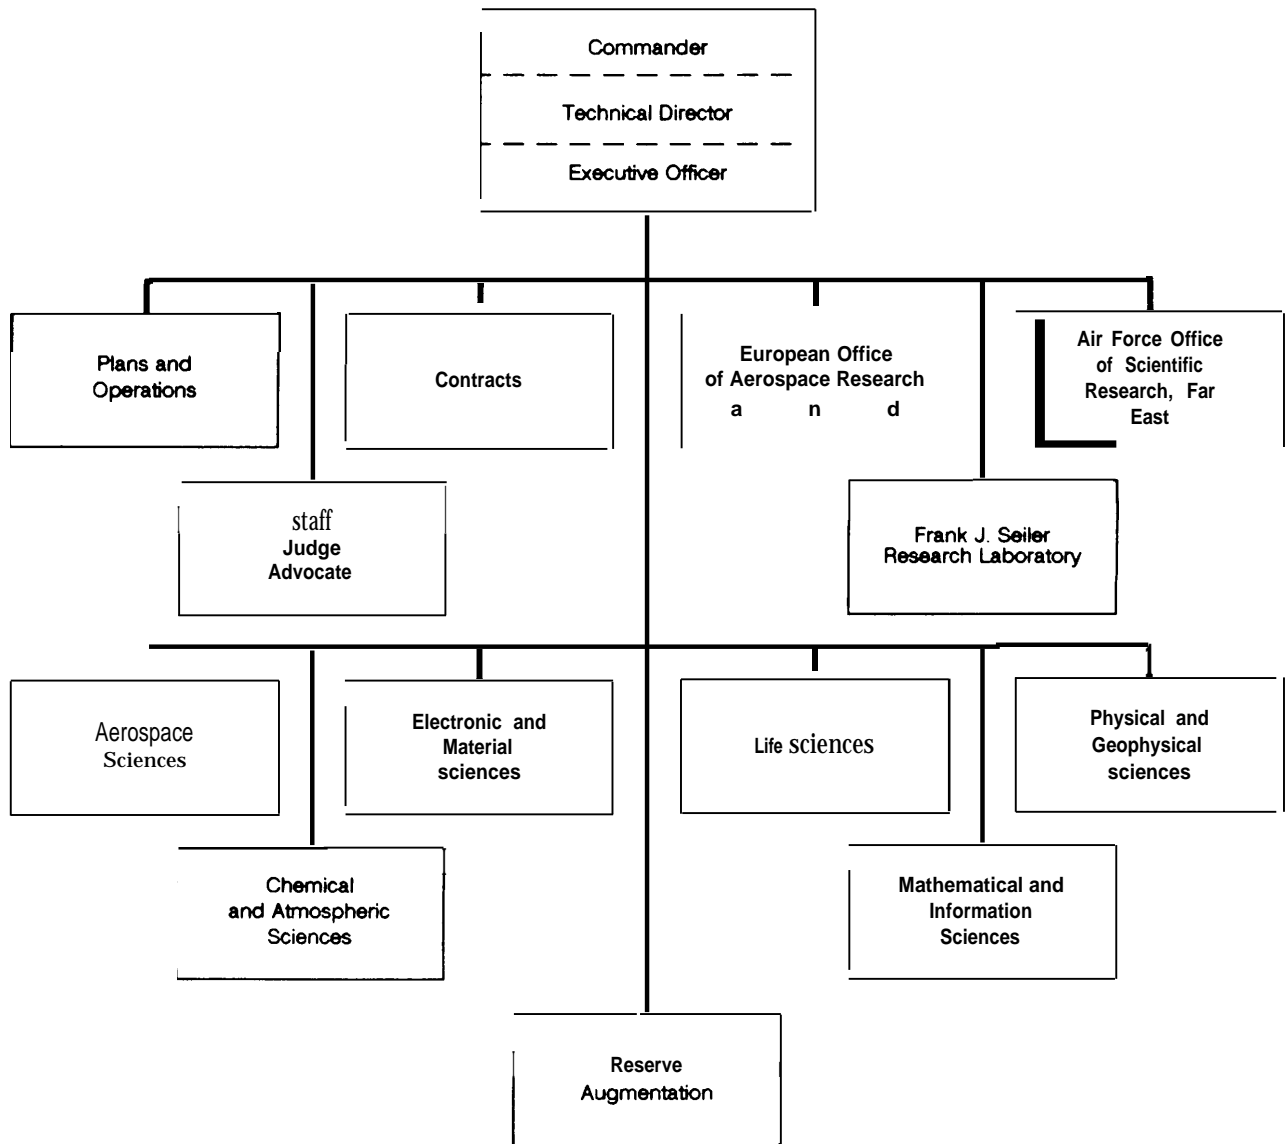 Commander
Technical Director
Executive Officer
Plans and
Operations
Contracts
European Office
of Aerospace Research
a n d
Air Force Office
of Scientific
Research, Far
East
staff
Judge
Advocate
Frank J. Seiler
Research Laboratory
Aerospace
Sciences
Electronic and
Material
sciences
Life sciences
Physical and
Geophysical
sciences
Chemical
and Atmospheric
Sciences
Mathematical and
Information
Sciences
Reserve
Augmentation